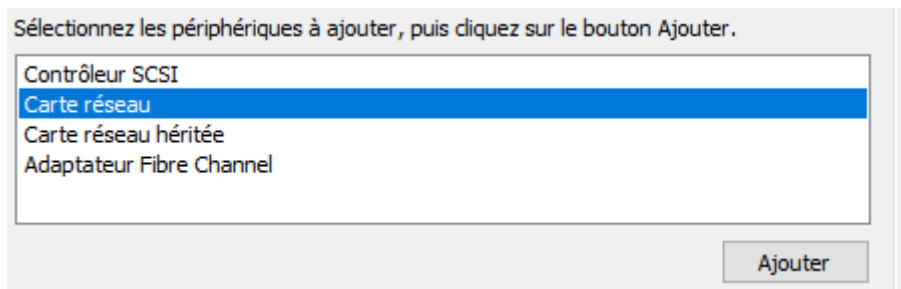 Sélectionnez les périphériques à ajouter, puis cliquez sur le bouton Ajouter.
Contrôleur SCSI
Carte réseau
Carte réseau héritée
Adaptateur Fibre Channel
Ajouter